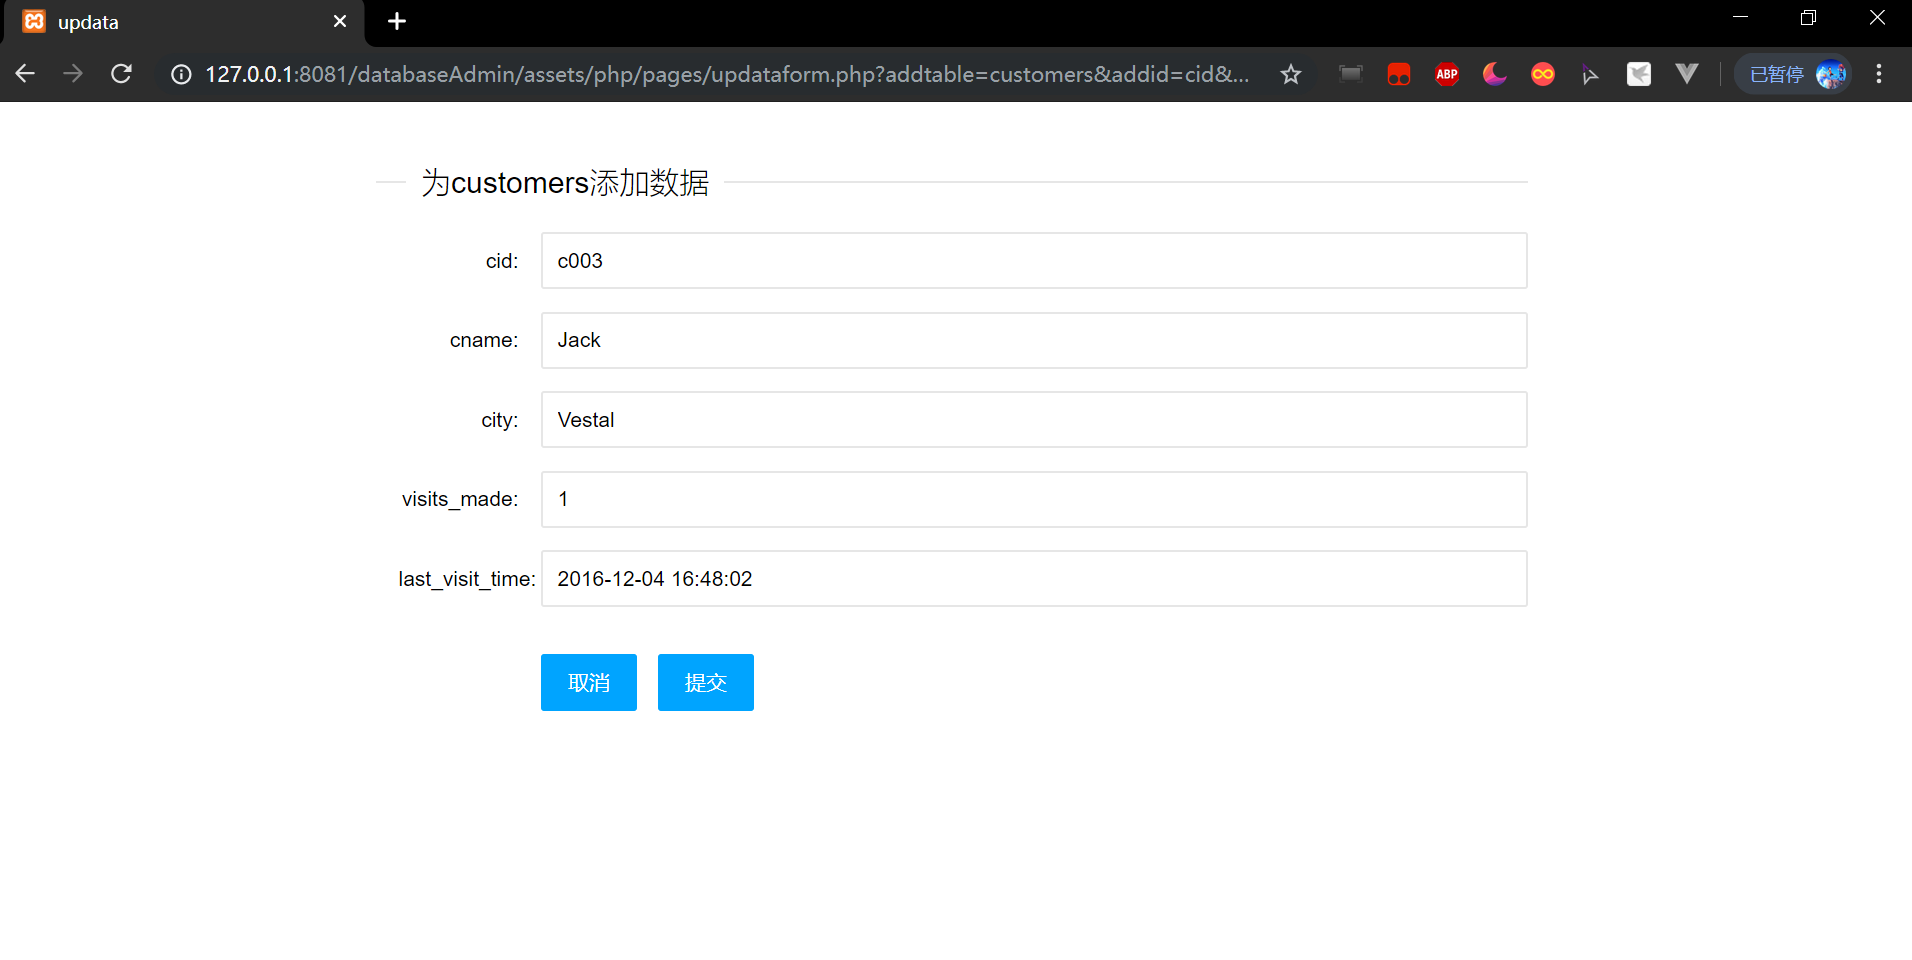 updata
127.0.0.1:8081/databaseAdmin/assets/php/pages/updataform.php?addtable=customers&addid=cid&...
ABP
已暂停
为customers添加数据
cid: c003
cname: Jack
city: Vestal
visits_made: 1
last_visit_time: 2016-12-04 16:48:02
取消 提交